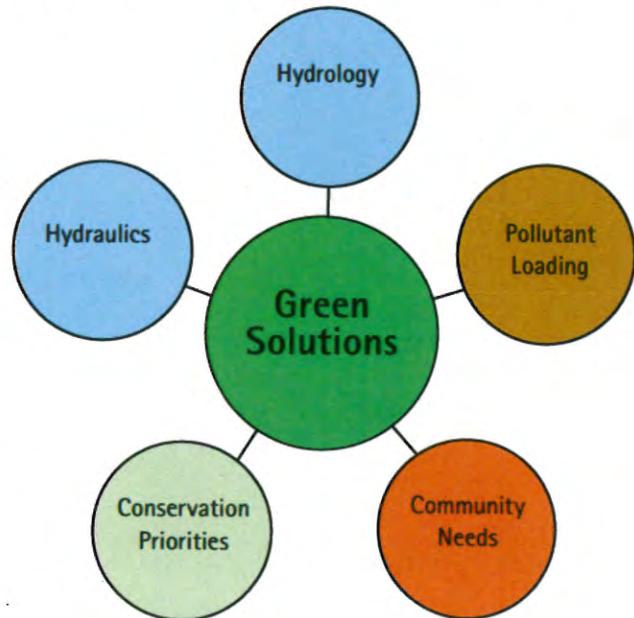 Hydrology
Hydraulics
Pollutant
Loading
Green
Solutions
Conservation
Priorities
Community
Needs